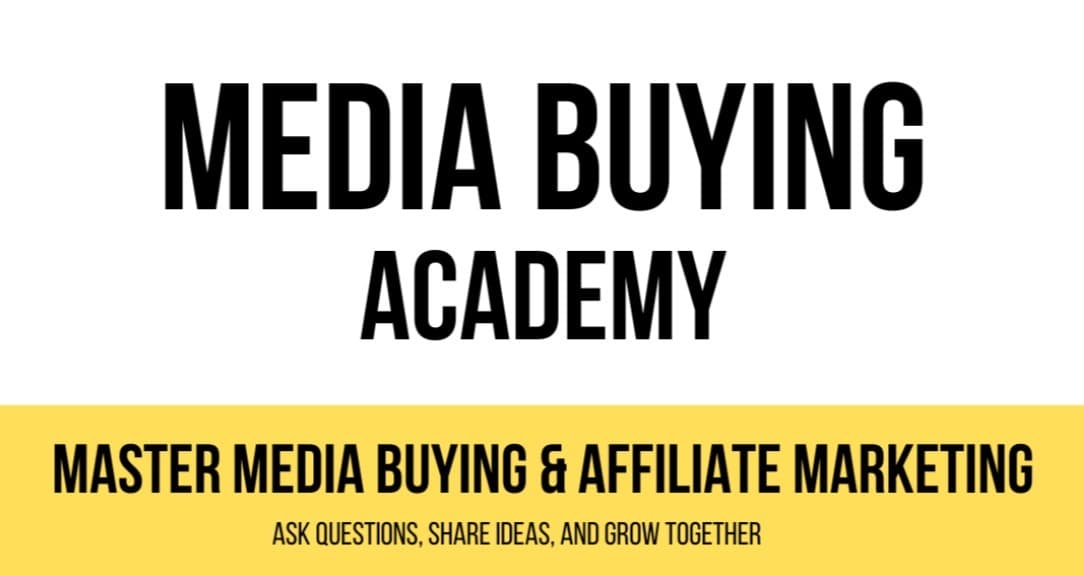 MEDIA BUYING
ACADEMY
MASTER MEDIA BUYING & AFFILIATE MARKETING
ASK QUESTIONS, SHARE IDEAS, AND GROW TOGETHER